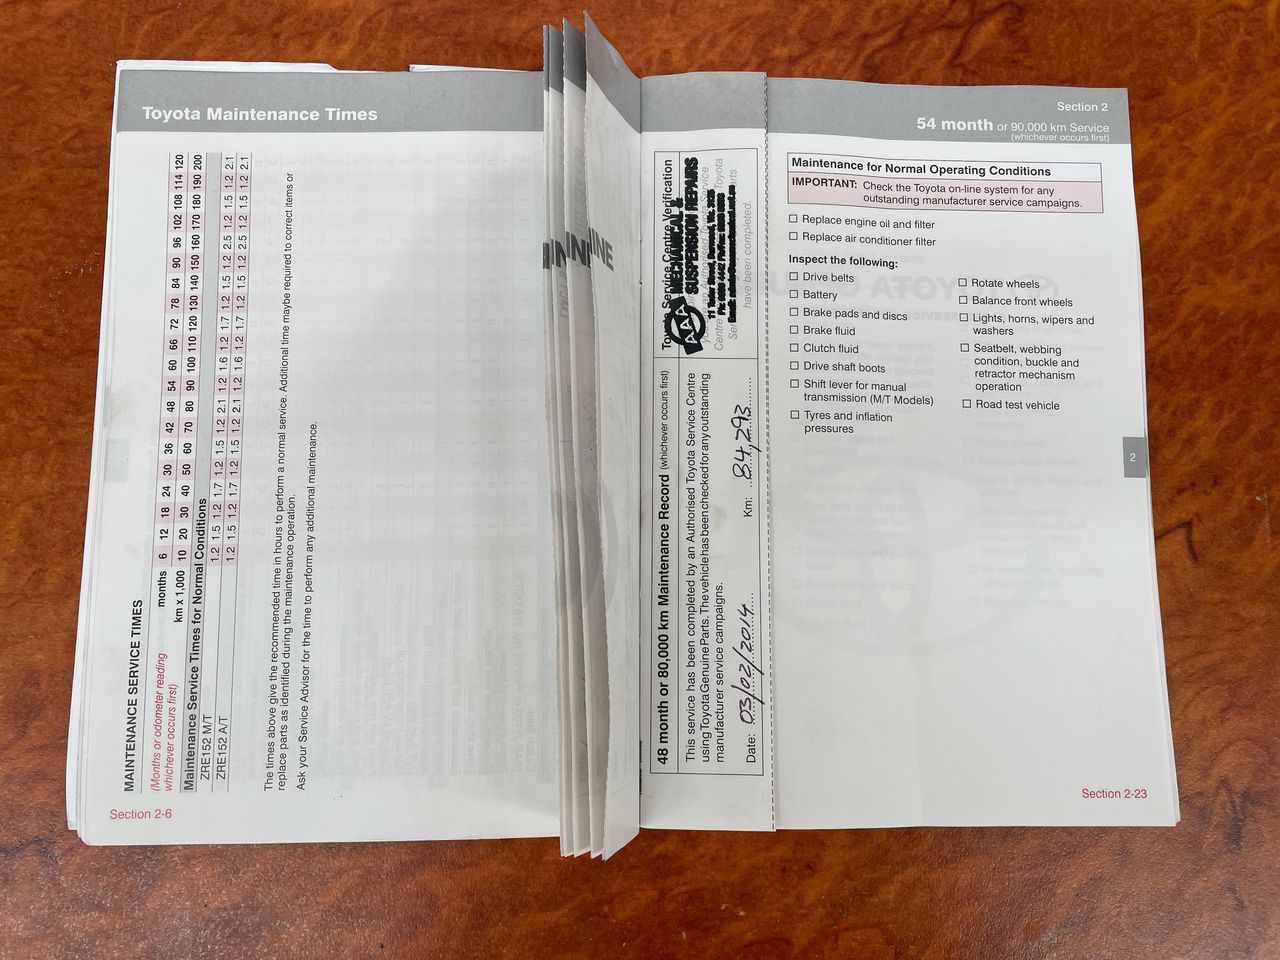 Toyota Maintenance Times
MAINTENANCE SERVICE TIMES
(Months or odometer reading
whichever occurs first)
months 6 12 18 24 30 36 42 48 54 60 66 72 78 84 90 96 102 108 114 120
km x 1,000 10 20 30 40 50 60 70 80 90 100 110 120 130 140 150 160 170 180 190 200
Maintenance Service Times for Normal Conditions
ZRE152 M/T 1.2 1.5 1.2 1.7 1.2 1.5 1.2 2.1 1.2 1.6 1.2 1.7 1.2 1.5 1.2 2.5 1.2 1.5 1.2 2.1
ZRE152 A/T 1.2 1.5 1.2 1.7 1.2 1.5 1.2 2.1 1.2 1.6 1.2 1.7 1.2 1.5 1.2 2.5 1.2 1.5 1.2 2.1
The times above give the recommended time in hours to perform a normal service. Additional time maybe required to correct items or
replace parts as identified during the maintenance operation.
Ask your Service Advisor for the time to perform any additional maintenance.
Section 2-6
48 month or 80,000 km Maintenance Record (whichever occurs first)
This service has been completed by an Authorised Toyota Service Centre
using Toyota Genuine Parts. The vehicle has been checked for any outstanding
manufacturer service campaigns.
Date: 03/02/2014 Km: 84,293
Toyota Service Centre Verification
AAA
MECHANICAL &
SUSPENSION REPAIRS
have been completed.
Section 2
54 month or 90,000 km Service
(whichever occurs first)
Maintenance for Normal Operating Conditions
IMPORTANT: Check the Toyota on-line system for any
outstanding manufacturer service campaigns.
Replace engine oil and filter
Replace air conditioner filter
Inspect the following:
Drive belts
Battery
Brake pads and discs
Brake fluid
Clutch fluid
Drive shaft boots
Shift lever for manual
transmission (M/T Models)
Tyres and inflation
pressures
Rotate wheels
Balance front wheels
Lights, horns, wipers and
washers
Seatbelt, webbing
condition, buckle and
retractor mechanism
operation
Road test vehicle
2
Section 2-23